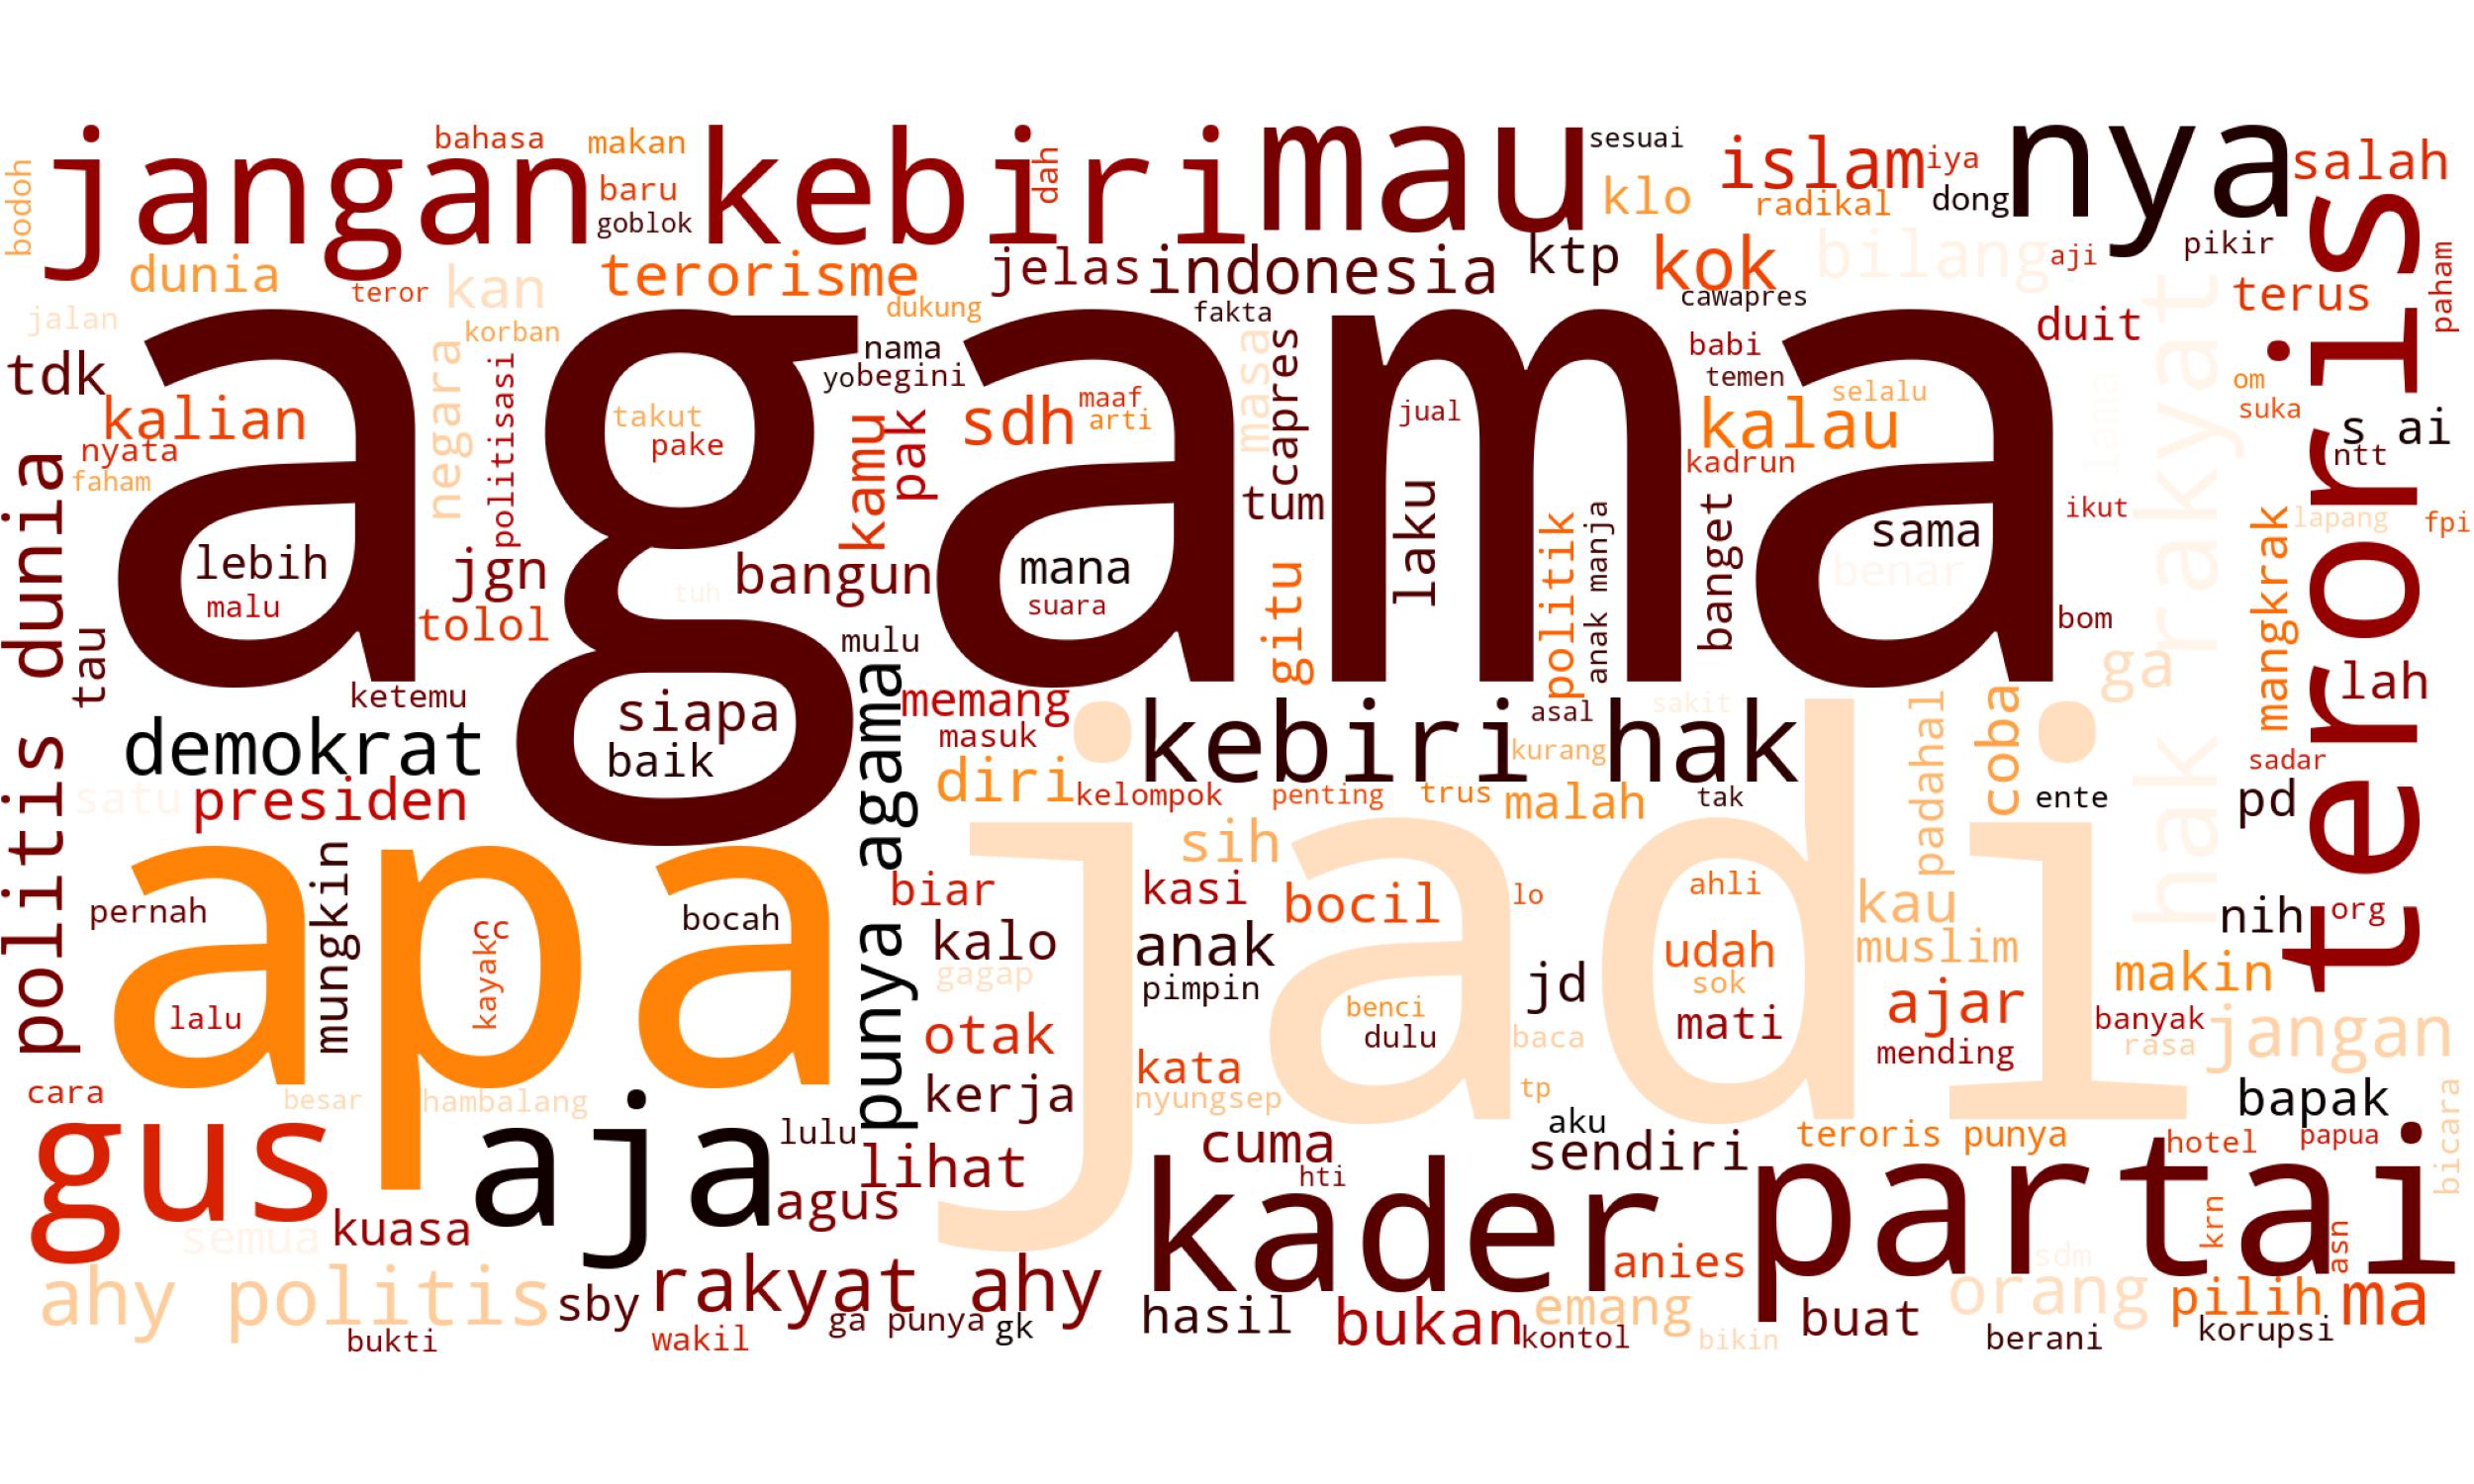 bodoh
jangan
bahasa
makan
baru
goblok
kebiri
dah
mau
sesuai
klo
islam
iya
radikal
dong
nya
salah
dunia
teror
kan
terorisme
jelas
indonesia
ktp
kok
bilang
aji
pikir
terus
paham
jalan
korban
dukung
fakta
cawapres
duit
teroris
tdk
agama
nama
yo
begini
masa
capres
babi
temen
selalu
om
suka
s ai
ntt
kalian
nyata
faham
negara
politisasi
takut
pake
kamu
pak
sdh
maaf
arti
jual
kalau
kadrun
hak rakyat
ikut
lapang
fpi
politis dunia
tau
lebih
malu
jgn
tolol
tuh
bangun
mana
suara
tum
gitu
laku
politik
anak manja
banget
sama
benar
bom
ga
mangkrak
lah
ketemu
mulu
siapa
baik
memang
masuk
kebiri hak
asal
sakit
kurang
padahal
coba
sadar
demokrat
satu
presiden
punya agama
diri
kelompok
penting
trus
malah
tak
ente
pd
apa
jadi
sih
pernah
mungkin
lalu
cc
kayak
bocah
biar
kasi
bocil
lo
ahli
kau
muslim
nih
org
kalo
gagap
anak
pimpin
jd
udah
sok
makin
otak
benci
dulu
baca
mati
ajar
mending
banyak
rasa
jangan
cara
besar
hambalang
kerja
kata
nyungsep
tp
aku
bapak
bicara
gus
aja
lulu
lihat
cuma
hti
sendiri
teroris punya
hotel
papua
semua
kuasa
agus
kader
partai
anies
sdm
krn
asn
ahy politis
sby
rakyat ahy
hasil
bukan
emang
buat
orang
pilih
ma
bukti
wakil
ga punya
gk
kontol
bikin
berani
korupsi